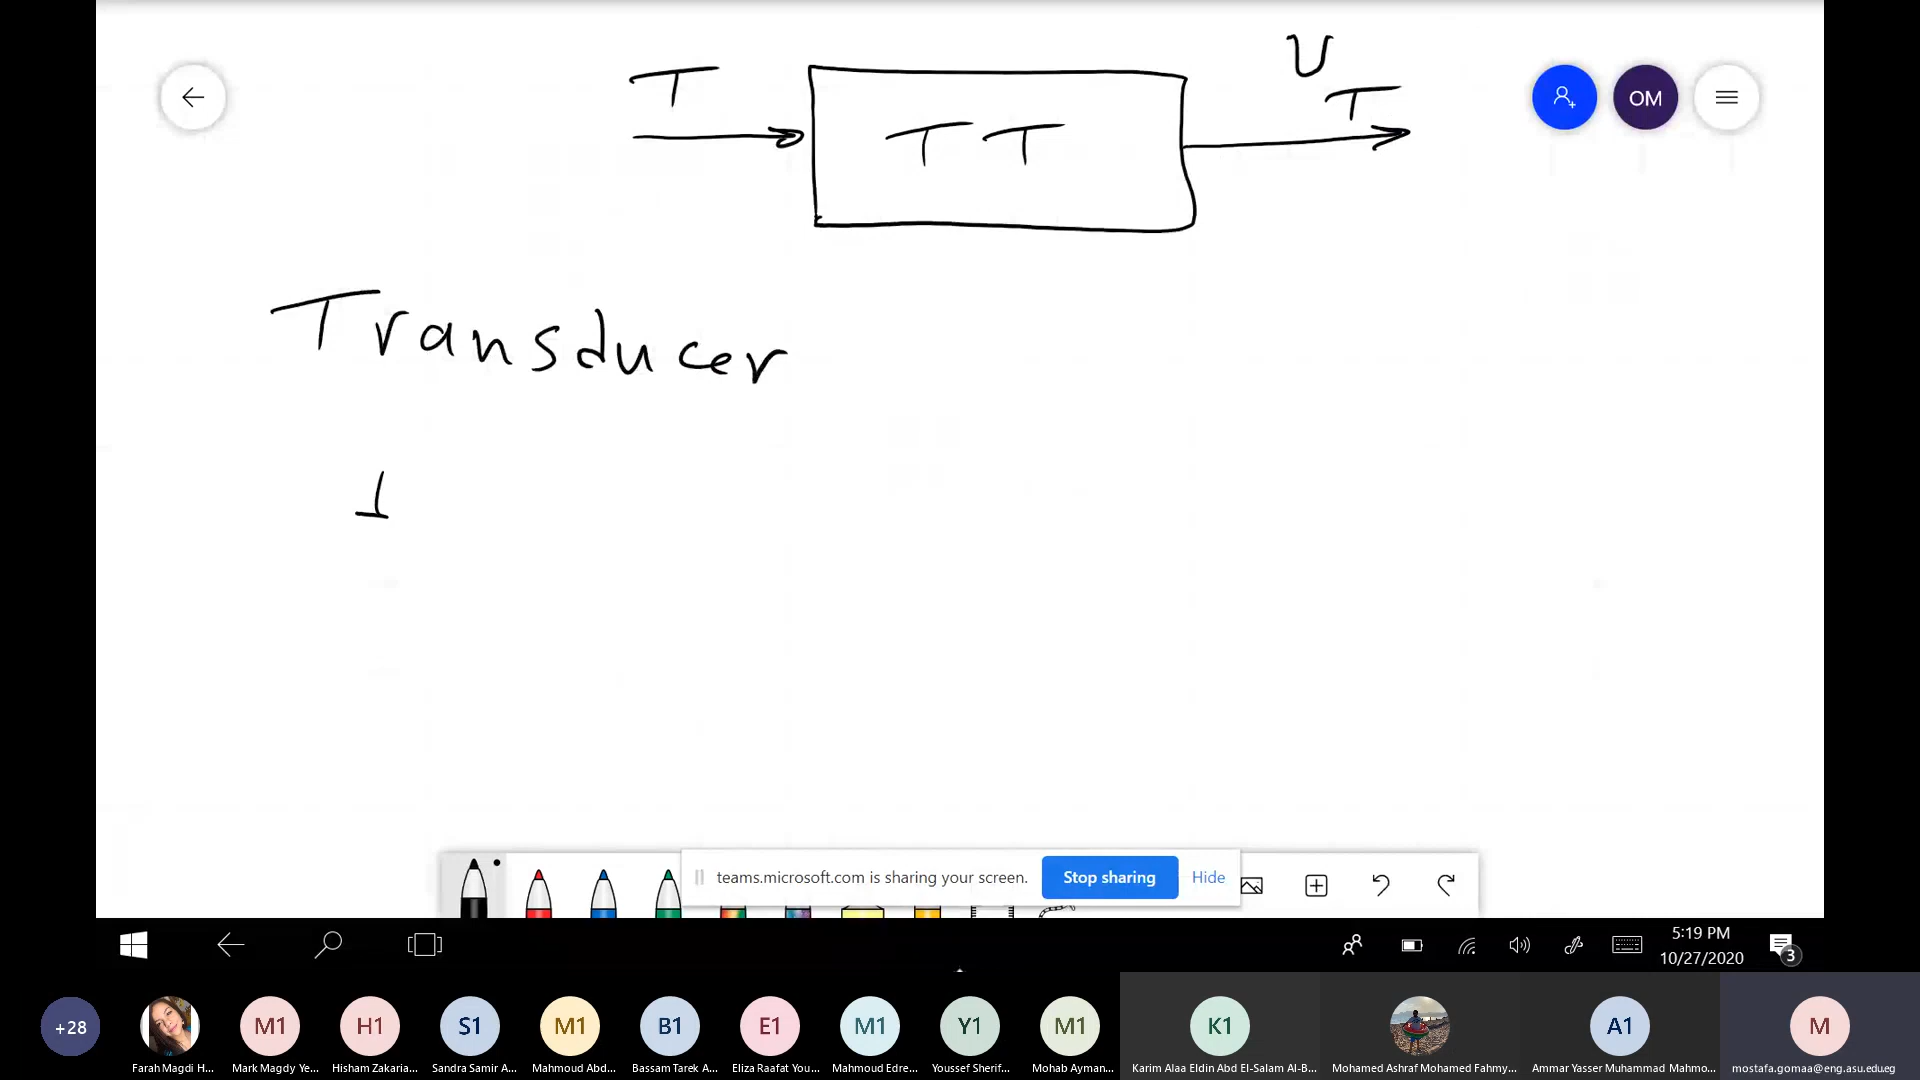 T
TT
U
T
OM
Transducer
1
teams.microsoft.com is sharing your screen.
Stop sharing
Hide
5:19 PM
10/27/2020
3
+28
M1
H1
S1
M1
B1
E1
M1
Y1
M1
K1
A1
M
Farah Magdi H...
Mark Magdy Ye...
Hisham Zakaria...
Sandra Samir A...
Mahmoud Abd...
Bassam Tarek A...
Eliza Raafat You...
Mahmoud Edre...
Youssef Sherif...
Mohab Ayman...
Karim Alaa Eldin Abd El-Salam Al-B...
Mohamed Ashraf Mohamed Fahmy...
Ammar Yasser Muhammad Mahmo...
mostafa.gomaa@eng.asu.edu.eg